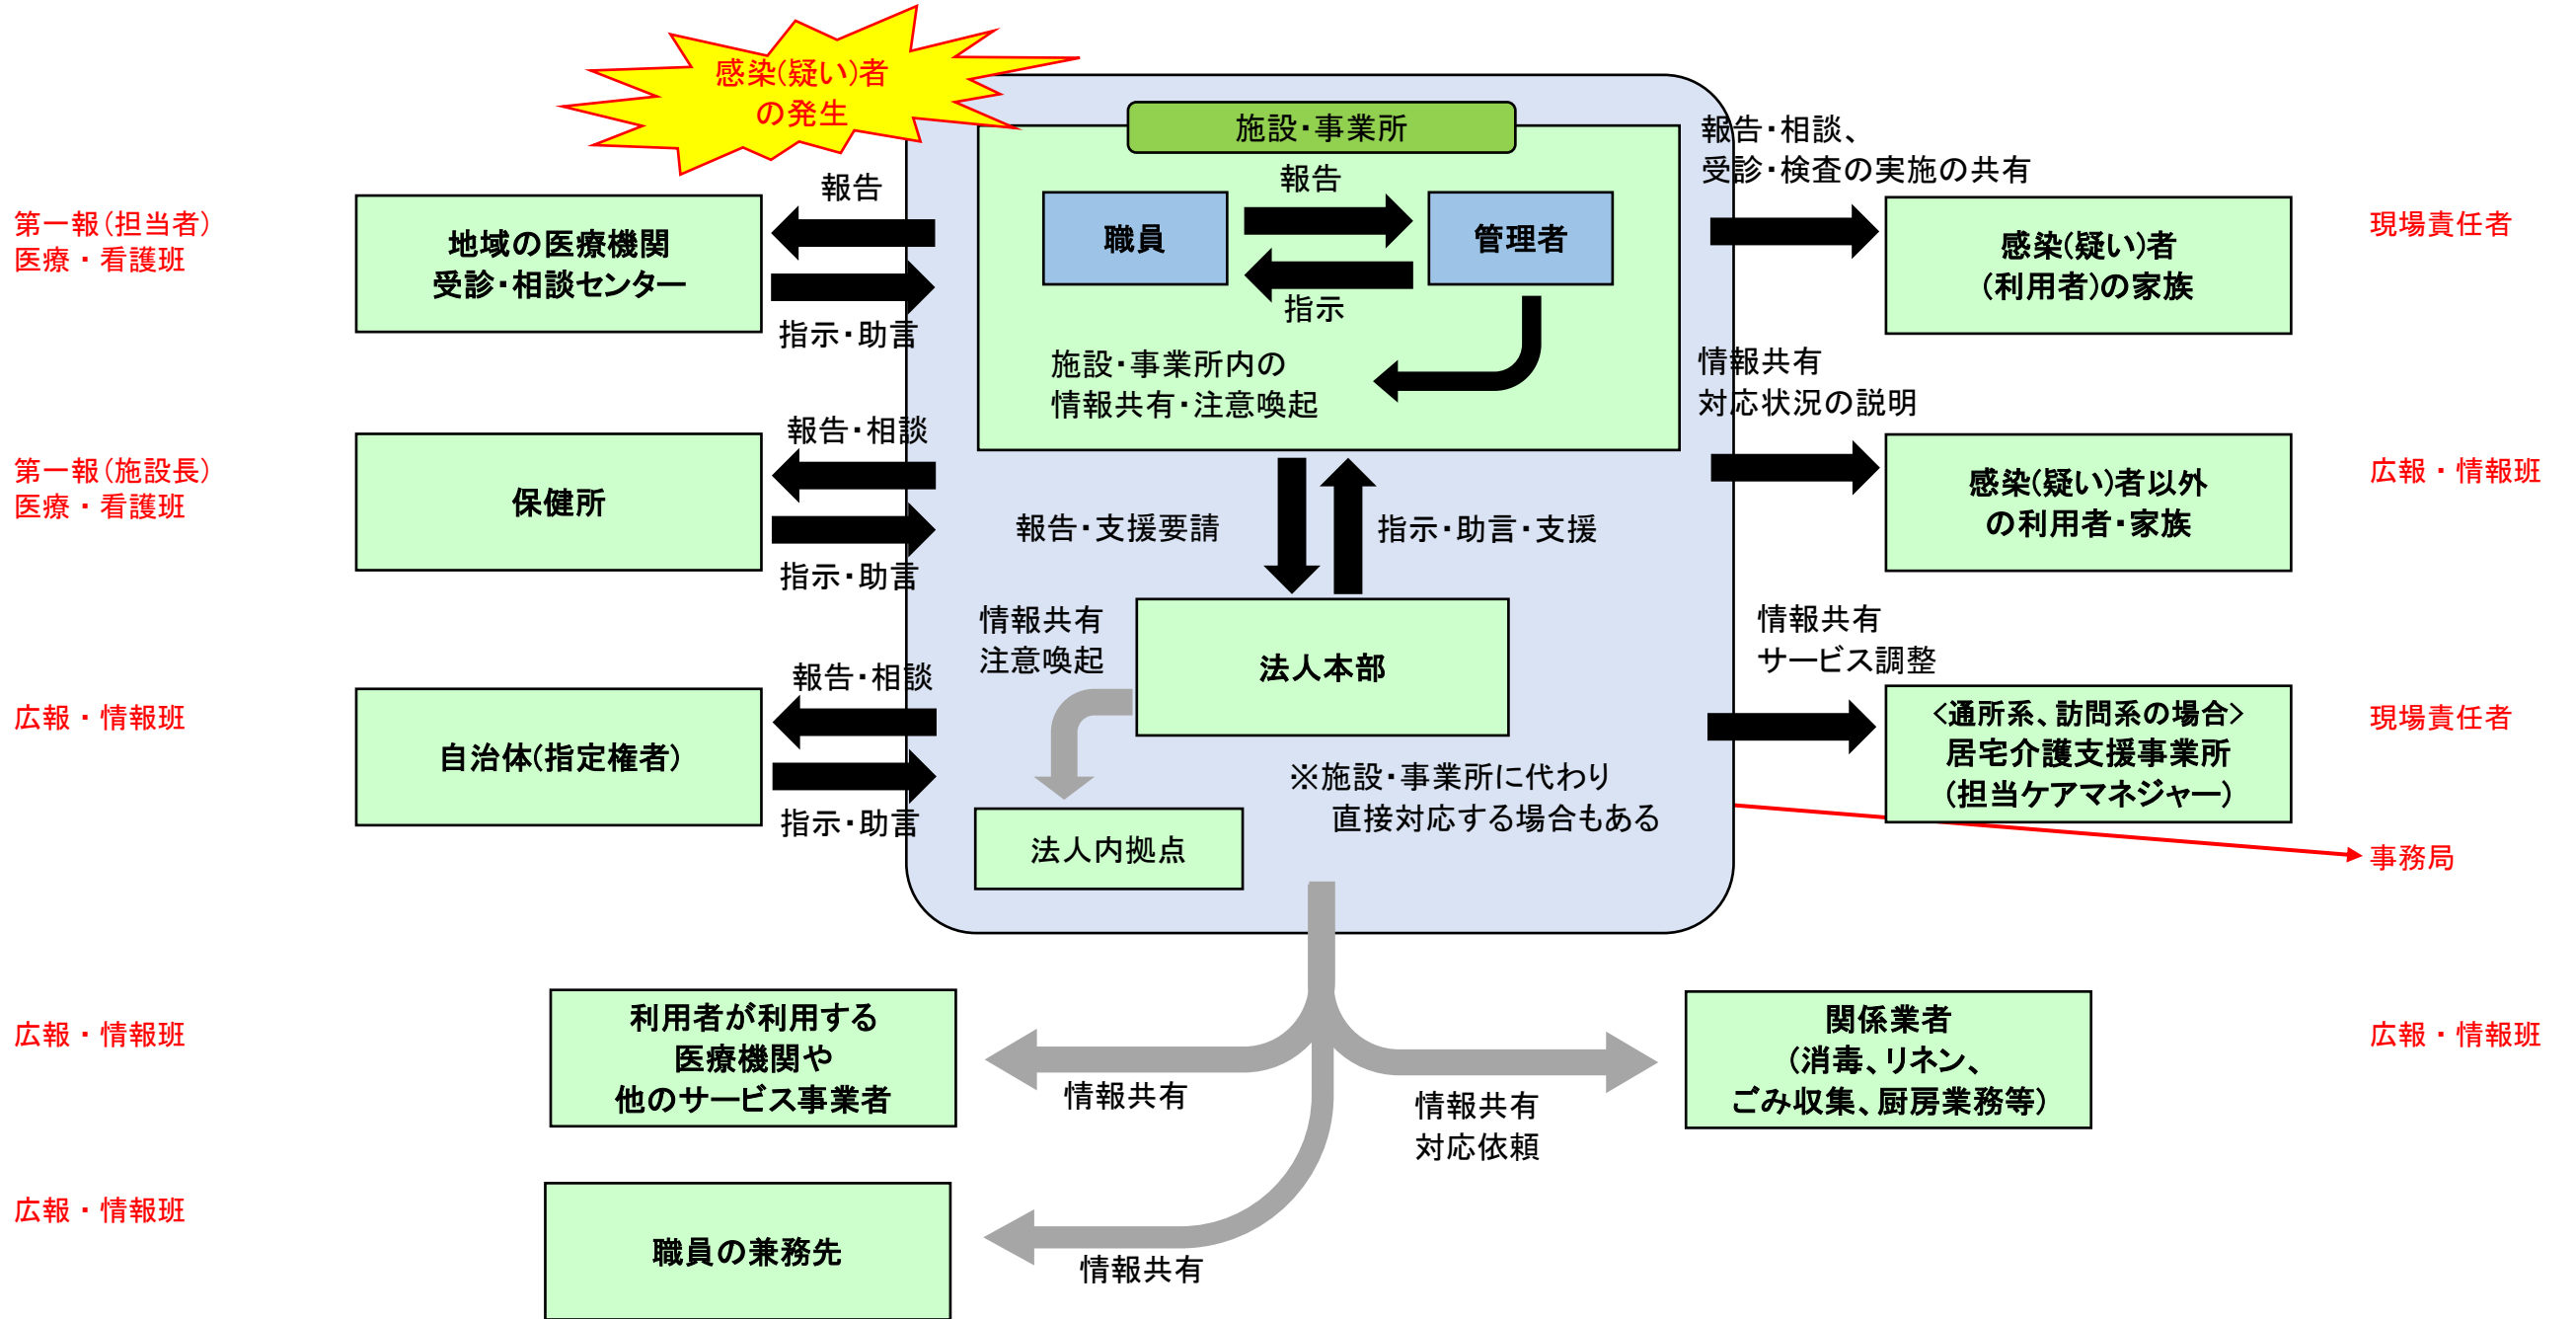 感染(疑い)者
の発生
施設・事業所
職員
報告
管理者
指示
施設・事業所内の
情報共有・注意喚起
第一報(担当者)
医療・看護班
地域の医療機関
受診・相談センター
報告
指示・助言
報告・相談、
受診・検査の実施の共有
感染(疑い)者
(利用者)の家族
現場責任者
第一報(施設長)
医療・看護班
保健所
報告・相談
指示・助言
報告・支援要請
指示・助言・支援
情報共有
対応状況の説明
感染(疑い)者以外
の利用者・家族
広報・情報班
広報・情報班
自治体(指定権者)
報告・相談
指示・助言
情報共有
注意喚起
法人本部
法人内拠点
※施設・事業所に代わり
直接対応する場合もある
情報共有
サービス調整
<通所系、訪問系の場合>
居宅介護支援事業所
(担当ケアマネジャー)
現場責任者
事務局
広報・情報班
利用者が利用する
医療機関や
他のサービス事業者
情報共有
情報共有
対応依頼
関係業者
(消毒、リネン、
ごみ収集、厨房業務等)
広報・情報班
広報・情報班
職員の兼務先
情報共有